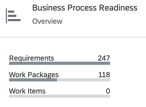 Business Process Readiness
Overview
Requirements 247
Work Packages 118
Work Items 0